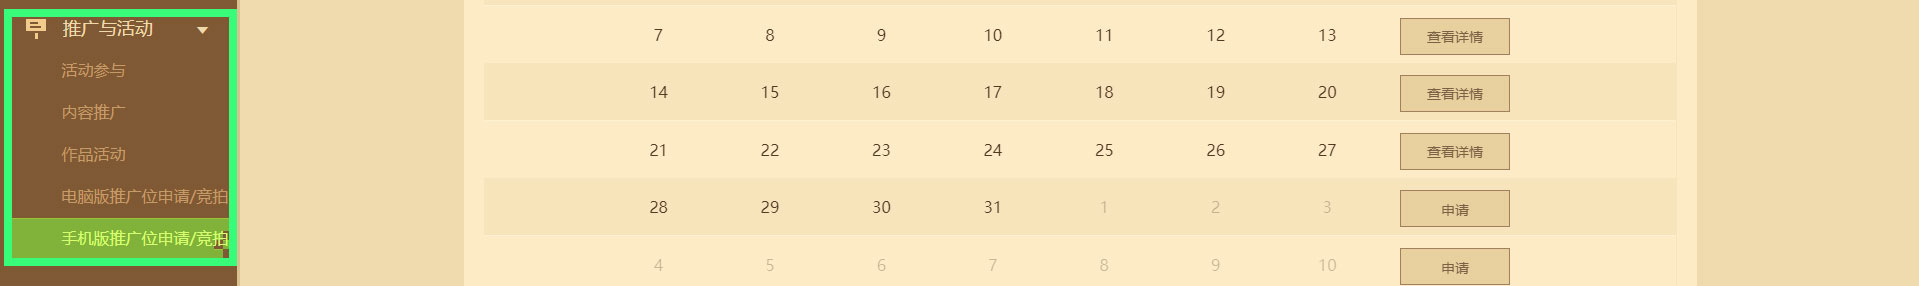 推广与活动
活动参与
内容推广
作品活动
电脑版推广位申请/竞拍
手机版推广位申请/竞拍
7 8 9 10 11 12 13 查看详情
14 15 16 17 18 19 20 查看详情
21 22 23 24 25 26 27 查看详情
28 29 30 31 1 2 3 申请
4 5 6 7 8 9 10 申请